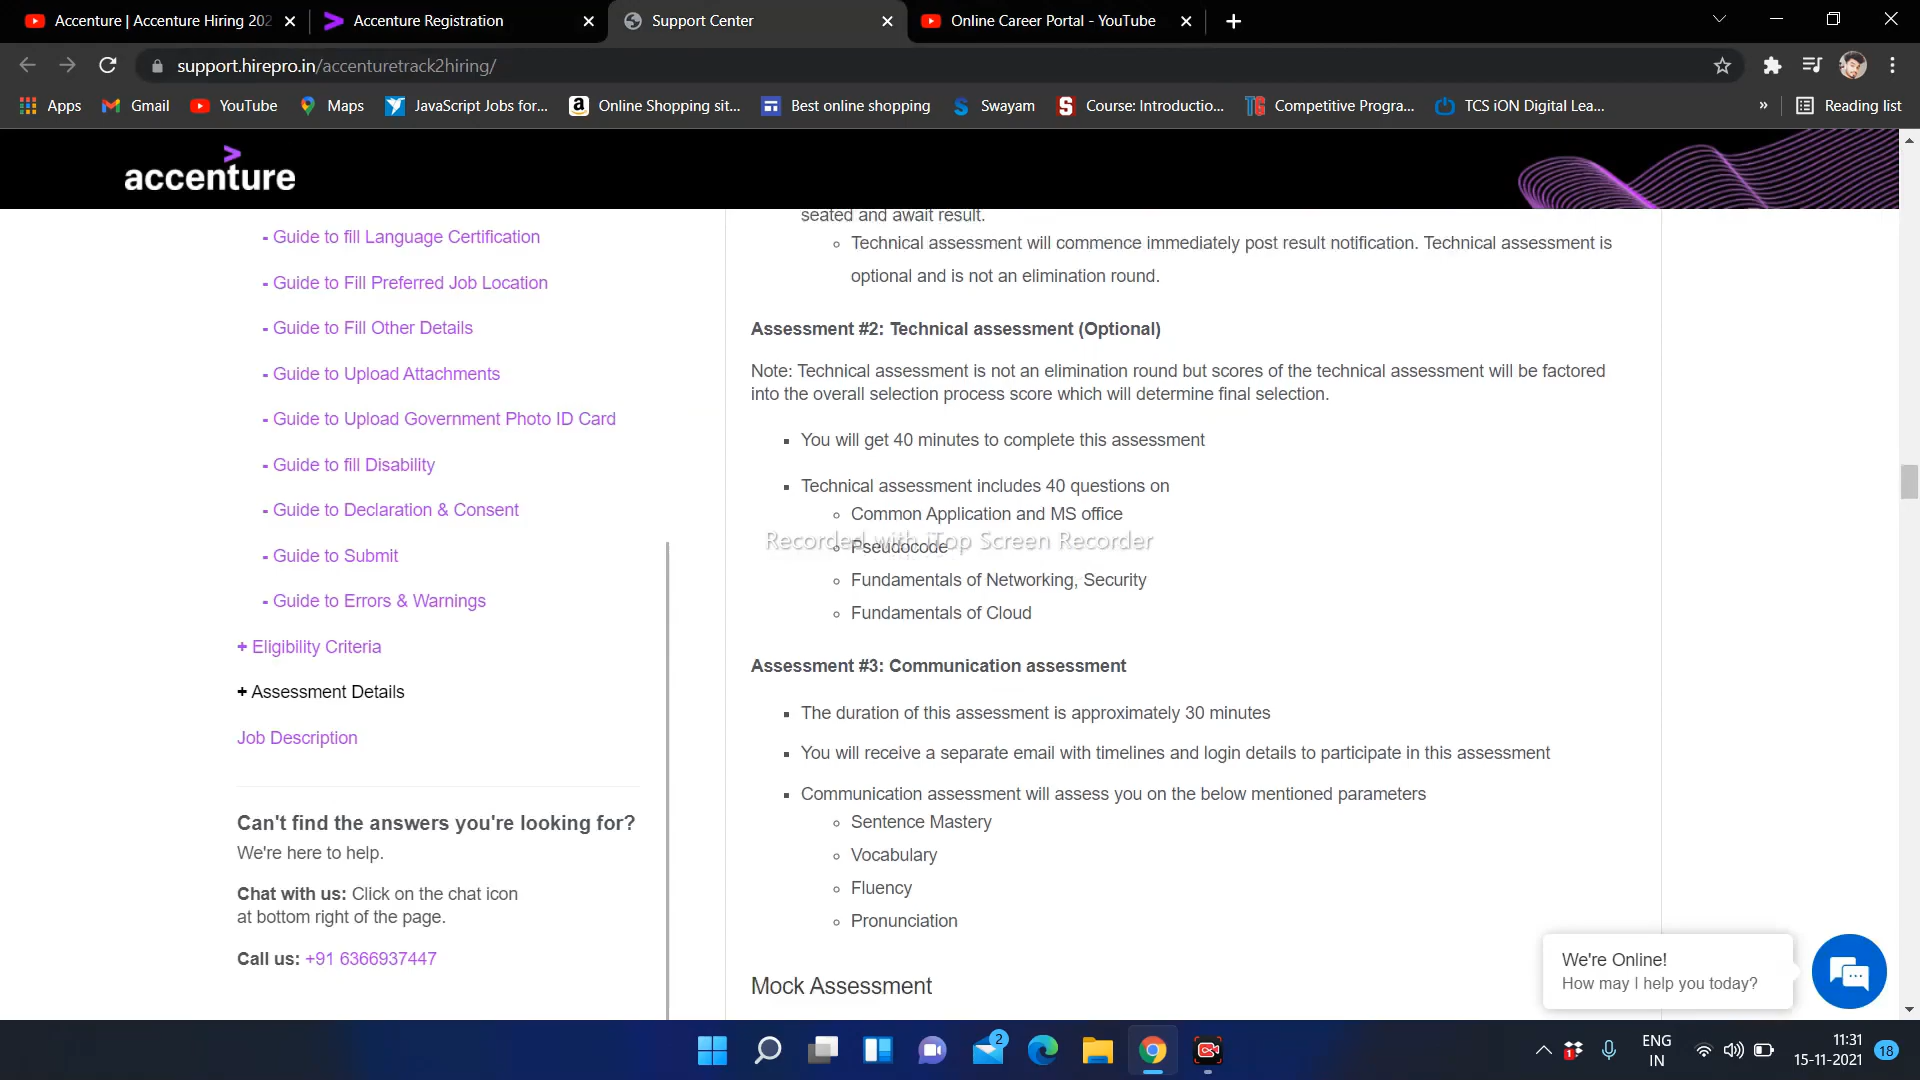 Accenture | Accenture Hiring 202
Accenture Registration
Support Center
Online Career Portal - YouTube
support.hirepro.in/accenturetrack2hiring/
Apps
Gmail
YouTube
Maps
JavaScript Jobs for...
Online Shopping sit...
Best online shopping
Swayam
Course: Introductio...
Competitive Progra...
TCS iON Digital Lea...
»
Reading list
accenture
- Guide to fill Language Certification
- Guide to Fill Preferred Job Location
- Guide to Fill Other Details
- Guide to Upload Attachments
- Guide to Upload Government Photo ID Card
- Guide to fill Disability
- Guide to Declaration & Consent
- Guide to Submit
- Guide to Errors & Warnings
+ Eligibility Criteria
+ Assessment Details
Job Description
Can't find the answers you're looking for?
We're here to help.
Chat with us: Click on the chat icon
at bottom right of the page.
Call us: +91 6366937447
seated and await result.
Technical assessment will commence immediately post result notification. Technical assessment is
optional and is not an elimination round.
Assessment #2: Technical assessment (Optional)
Note: Technical assessment is not an elimination round but scores of the technical assessment will be factored
into the overall selection process score which will determine final selection.
You will get 40 minutes to complete this assessment
Technical assessment includes 40 questions on
Common Application and MS office
Pseudocode
Recorded with iTop Screen Recorder
Fundamentals of Networking, Security
Fundamentals of Cloud
Assessment #3: Communication assessment
The duration of this assessment is approximately 30 minutes
You will receive a separate email with timelines and login details to participate in this assessment
Communication assessment will assess you on the below mentioned parameters
Sentence Mastery
Vocabulary
Fluency
Pronunciation
Mock Assessment
We're Online!
How may I help you today?
2
1
ENG
IN
11:31
15-11-2021
18